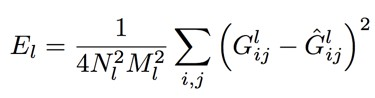 $$E_l = \frac{1}{4N_l^2 M_l^2} \sum_{i,j} \left( G_{ij}^l - \hat{G}_{ij}^l \right)^2$$